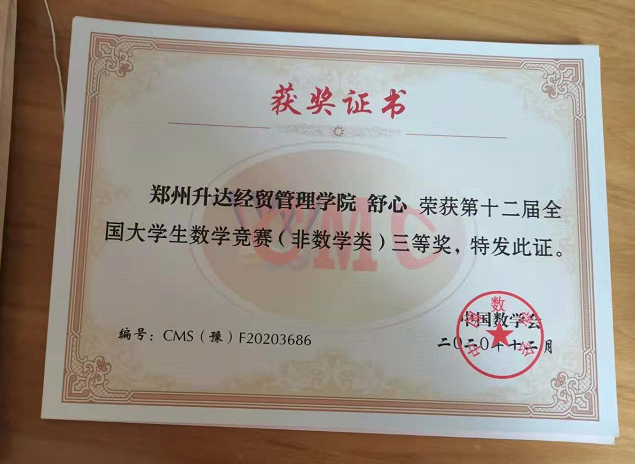 获奖证书
郑州升达经贸管理学院 舒心 荣获第十二届全
国大学生数学竞赛（非数学类）三等奖，特发此证。
CMC
中国数学会
编号：CMS（豫）F20203686
二〇二〇年十二月